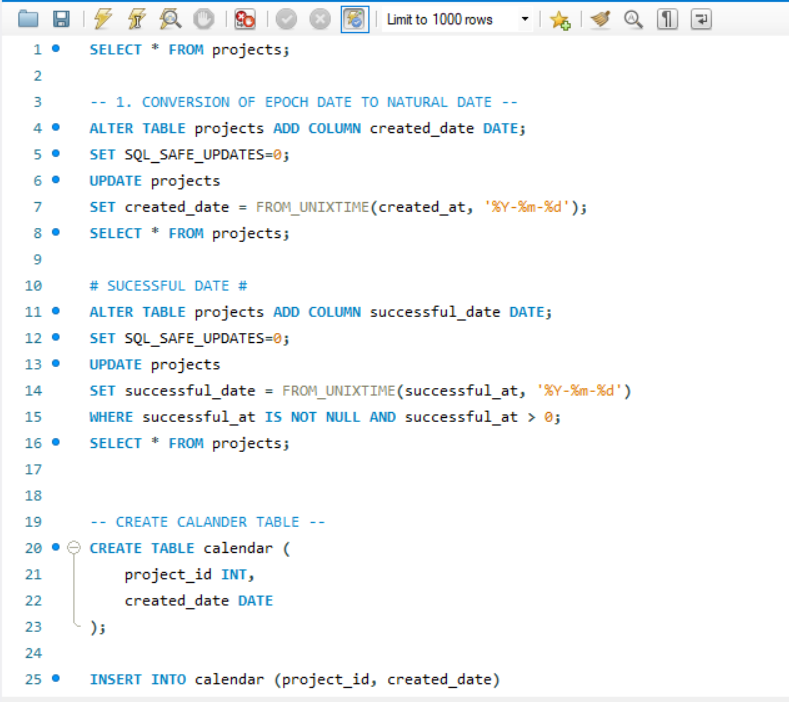 Limit to 1000 rows
1 SELECT * FROM projects;
2
3 -- 1. CONVERSION OF EPOCH DATE TO NATURAL DATE --
4 ALTER TABLE projects ADD COLUMN created_date DATE;
5 SET SQL_SAFE_UPDATES=0;
6 UPDATE projects
7 SET created_date = FROM_UNIXTIME(created_at, '%Y-%m-%d');
8 SELECT * FROM projects;
9
10 # SUCESSFUL DATE #
11 ALTER TABLE projects ADD COLUMN successful_date DATE;
12 SET SQL_SAFE_UPDATES=0;
13 UPDATE projects
14 SET successful_date = FROM_UNIXTIME(successful_at, '%Y-%m-%d')
15 WHERE successful_at IS NOT NULL AND successful_at > 0;
16 SELECT * FROM projects;
17
18
19 -- CREATE CALANDER TABLE --
20 CREATE TABLE calendar (
21 project_id INT,
22 created_date DATE
23 );
24
25 INSERT INTO calendar (project_id, created_date)